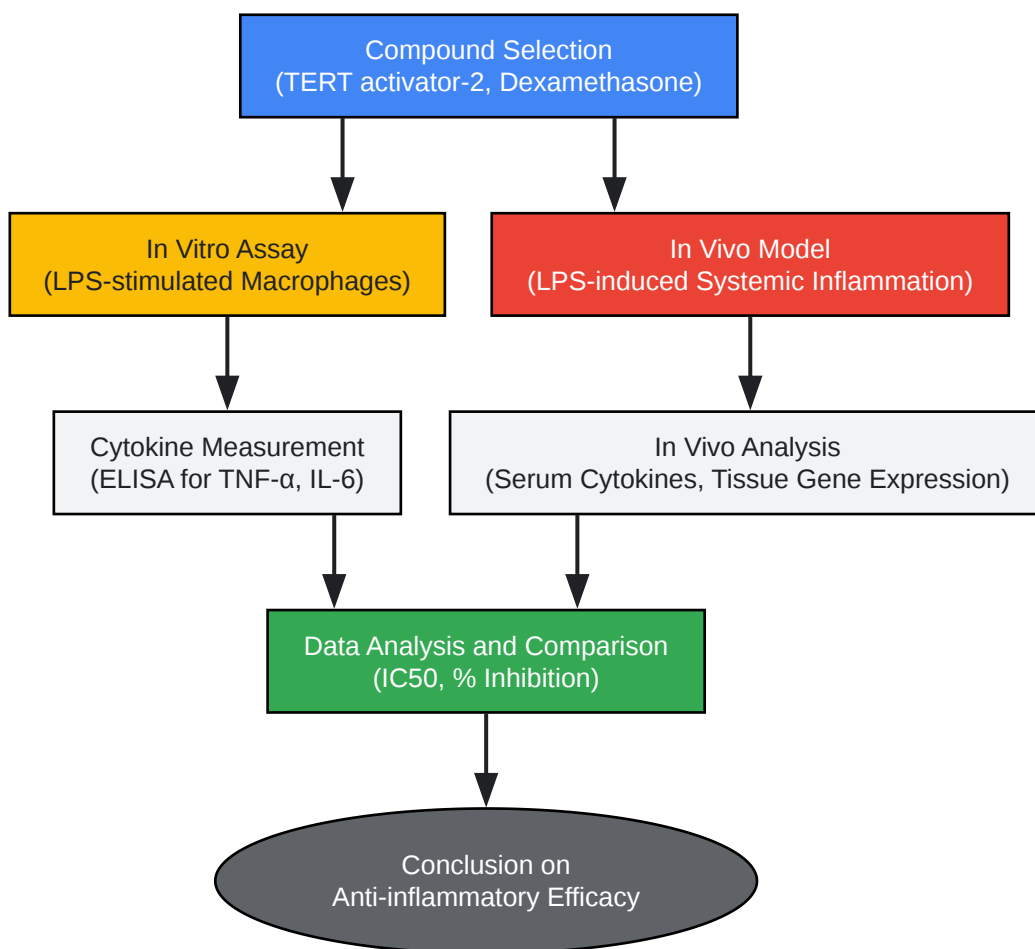 Compound Selection
(TERT activator-2, Dexamethasone)
In Vitro Assay
(LPS-stimulated Macrophages)
In Vivo Model
(LPS-induced Systemic Inflammation)
Cytokine Measurement
(ELISA for TNF-α, IL-6)
In Vivo Analysis
(Serum Cytokines, Tissue Gene Expression)
Data Analysis and Comparison
(IC50, % Inhibition)
Conclusion on
Anti-inflammatory Efficacy